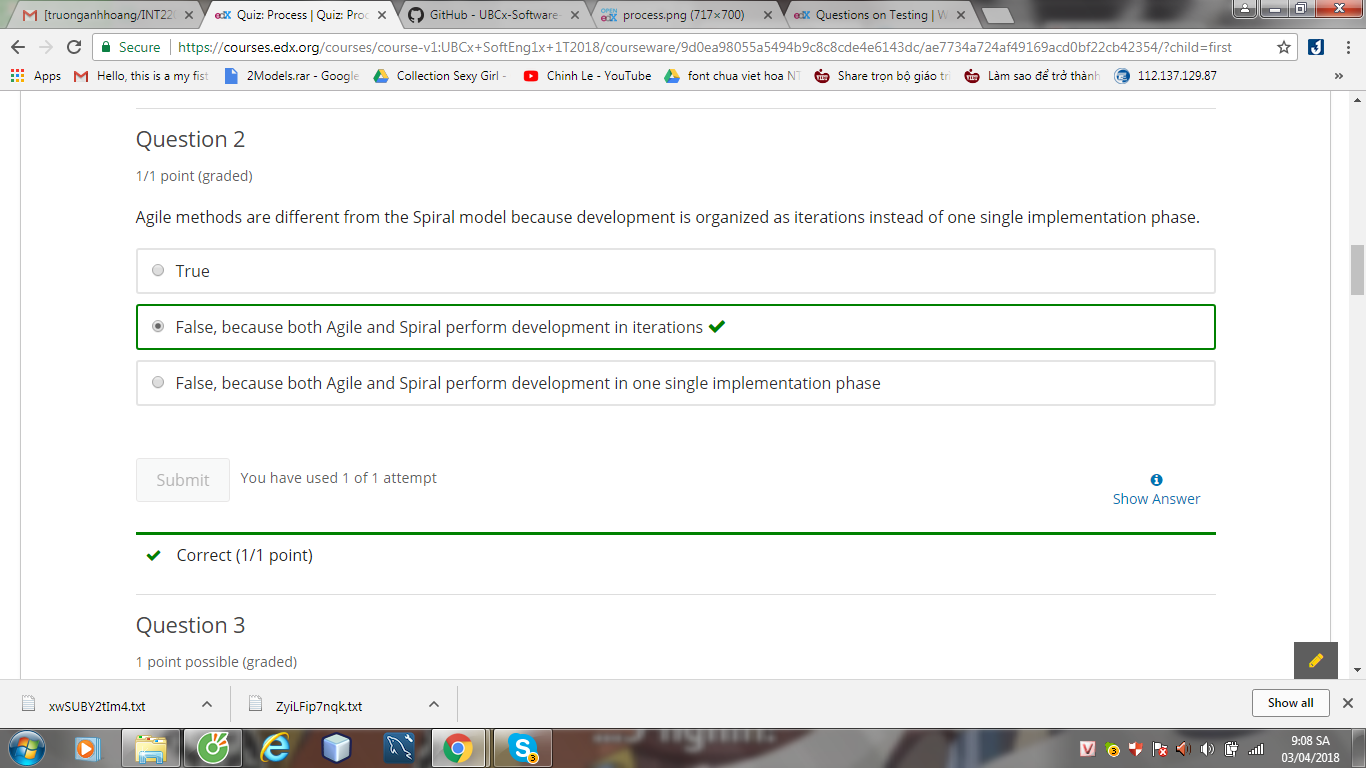 [truonganhhoang/INT22
Quiz: Process | Quiz: Proc
GitHub - UBCx-Software-
process.png (717×700)
Questions on Testing | W
Secure
https://courses.edx.org/courses/course-v1:UBCx+SoftEng1x+1T2018/courseware/9d0ea98055a5494b9c8c8cde4e6143dc/ae7734a724af49169acd0bf22cb42354/?child=first
Apps
Hello, this is a my fist
2Models.rar - Google
Collection Sexy Girl -
Chinh Le - YouTube
font chua viet hoa NT
Share trọn bộ giáo tri
Làm sao để trở thành
112.137.129.87
»
Question 2
1/1 point (graded)
Agile methods are different from the Spiral model because development is organized as iterations instead of one single implementation phase.
True
False, because both Agile and Spiral perform development in iterations
False, because both Agile and Spiral perform development in one single implementation phase
Submit
You have used 1 of 1 attempt
Show Answer
Correct (1/1 point)
Question 3
1 point possible (graded)
xwSUBY2tIm4.txt
ZyiLFip7nqk.txt
Show all
9:08 SA
03/04/2018